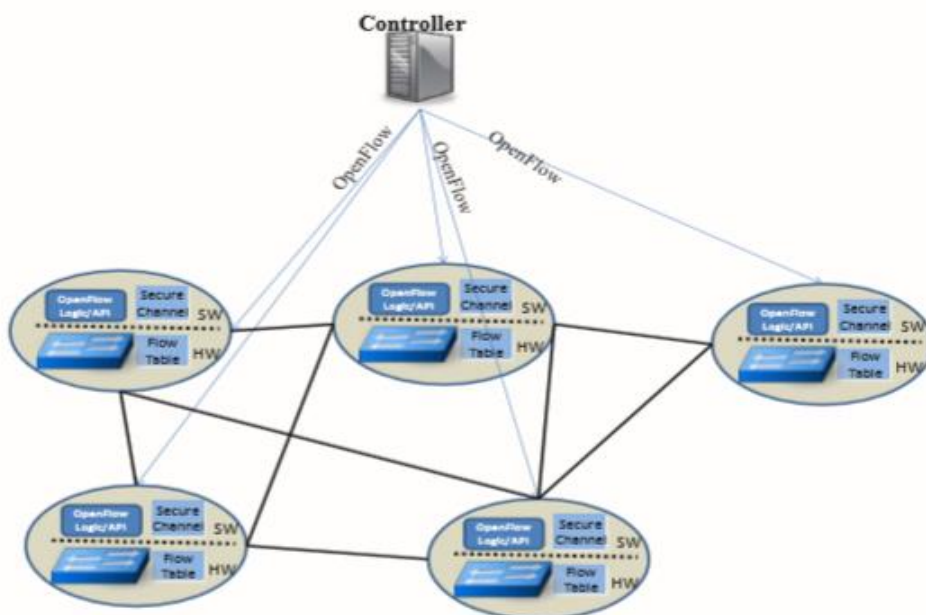 Controller
OpenFlow
OpenFlow
OpenFlow
OpenFlow
Logic/API
Secure
Channel
SW
Flow
Table
HW
OpenFlow
Logic/API
Secure
Channel
SW
Flow
Table
HW
OpenFlow
Logic/API
Secure
Channel
SW
Flow
Table
HW
OpenFlow
Logic/API
Secure
Channel
SW
Flow
Table
HW
OpenFlow
Logic/API
Secure
Channel
SW
Flow
Table
HW